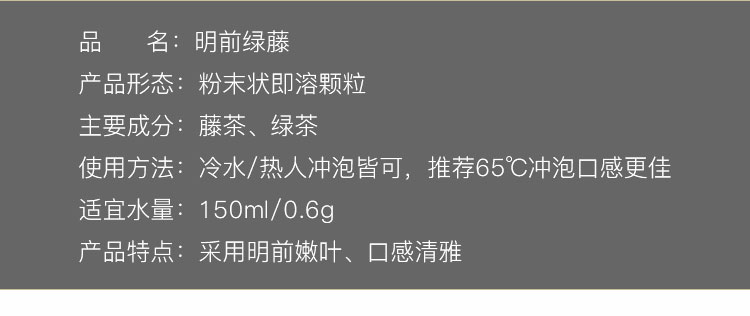 品　　名：明前绿藤
产品形态：粉末状即溶颗粒
主要成分：藤茶、绿茶
使用方法：冷水/热人冲泡皆可，推荐65℃冲泡口感更佳
适宜水量：150ml/0.6g
产品特点：采用明前嫩叶、口感清雅